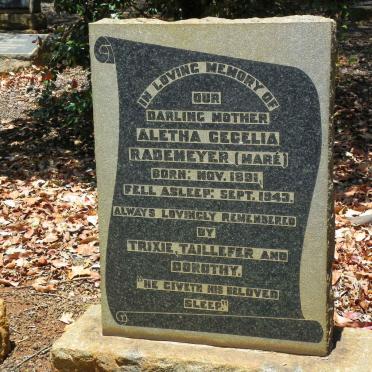 IN LOVING MEMORY OF
OUR
DARLING MOTHER
ALETHA CECELIA
RADEMEYER (MARÉ)
BORN: NOV. 1891.
FELL ASLEEP: SEPT. 1943.
ALWAYS LOVINGLY REMEMBERED
BY
TRIXIE, TAILLEFER AND
DOROTHY.
"HE GIVETH HIS BELOVED
SLEEP."